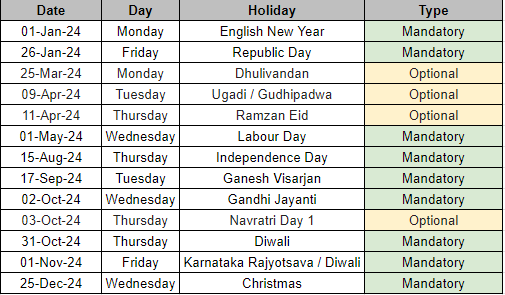 Date Day Holiday Type
01-Jan-24 Monday English New Year Mandatory
26-Jan-24 Friday Republic Day Mandatory
25-Mar-24 Monday Dhulivandan Optional
09-Apr-24 Tuesday Ugadi / Gudhipadwa Optional
11-Apr-24 Thursday Ramzan Eid Optional
01-May-24 Wednesday Labour Day Mandatory
15-Aug-24 Thursday Independence Day Mandatory
17-Sep-24 Tuesday Ganesh Visarjan Mandatory
02-Oct-24 Wednesday Gandhi Jayanti Mandatory
03-Oct-24 Thursday Navratri Day 1 Optional
31-Oct-24 Thursday Diwali Mandatory
01-Nov-24 Friday Karnataka Rajyotsava / Diwali Mandatory
25-Dec-24 Wednesday Christmas Mandatory